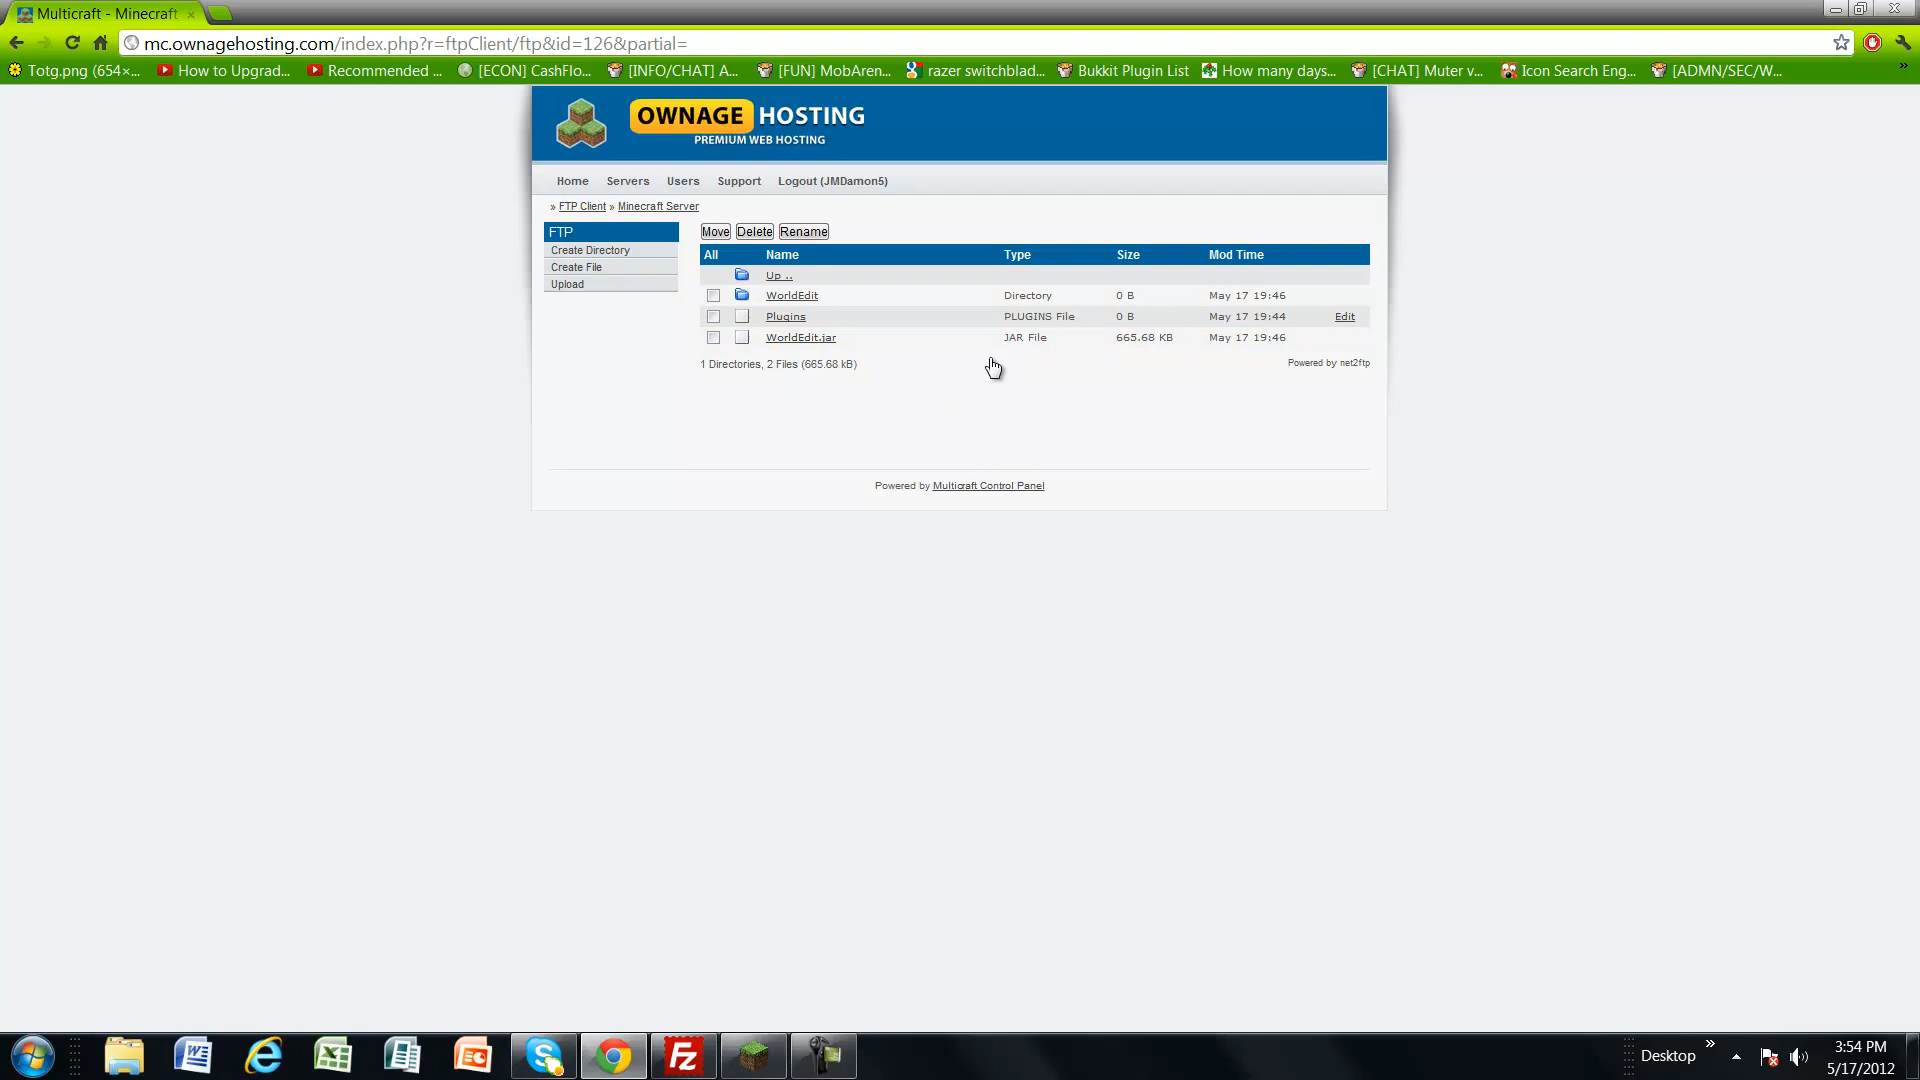 Multicraft - Minecraft
mc.ownagehosting.com/index.php?r=ftpClient/ftp&id=126&partial=
Totg.png (654×... How to Upgrad... Recommended ... [ECON] CashFlo... [INFO/CHAT] A... [FUN] MobAren... razer switchblad... Bukkit Plugin List How many days... [CHAT] Muter v... Icon Search Eng... [ADMN/SEC/W... »
OWNAGE HOSTING
PREMIUM WEB HOSTING
Home Servers Users Support Logout (JMDamon5)
» FTP Client » Minecraft Server
FTP
Create Directory
Create File
Upload
Move Delete Rename
All Name Type Size Mod Time
Up ..
WorldEdit Directory 0 B May 17 19:46
Plugins PLUGINS File 0 B May 17 19:44 Edit
WorldEdit.jar JAR File 665.68 KB May 17 19:46
1 Directories, 2 Files (665.68 kB) Powered by net2ftp
Powered by Multicraft Control Panel
Desktop » 3:54 PM
5/17/2012